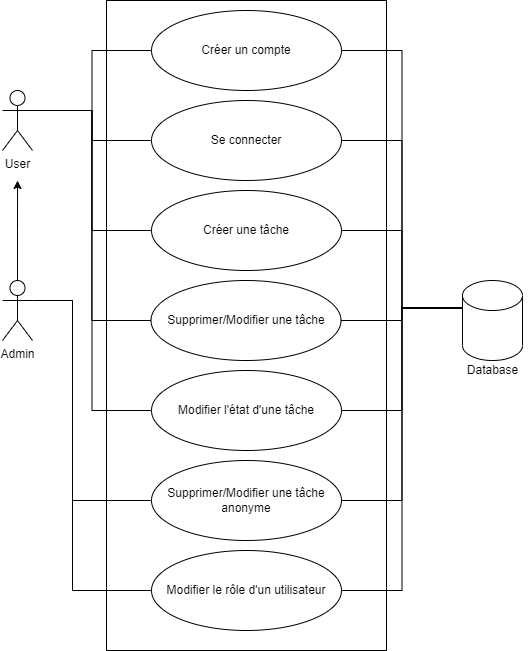 Créer un compte
Se connecter
User
Créer une tâche
Supprimer/Modifier une tâche
Admin
Database
Modifier l'état d'une tâche
Supprimer/Modifier une tâche
anonyme
Modifier le rôle d'un utilisateur